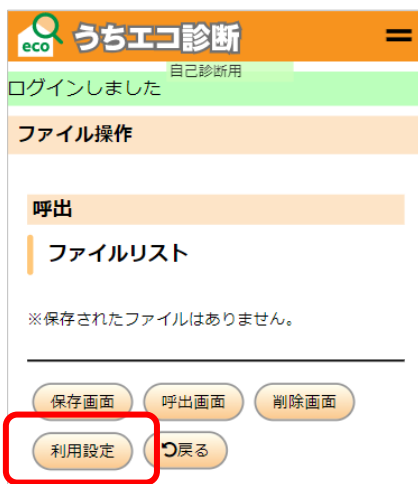 eco うちエコ診断
自己診断用
ログインしました
ファイル操作
呼出
ファイルリスト
※保存されたファイルはありません。
保存画面 呼出画面 削除画面
利用設定 戻る